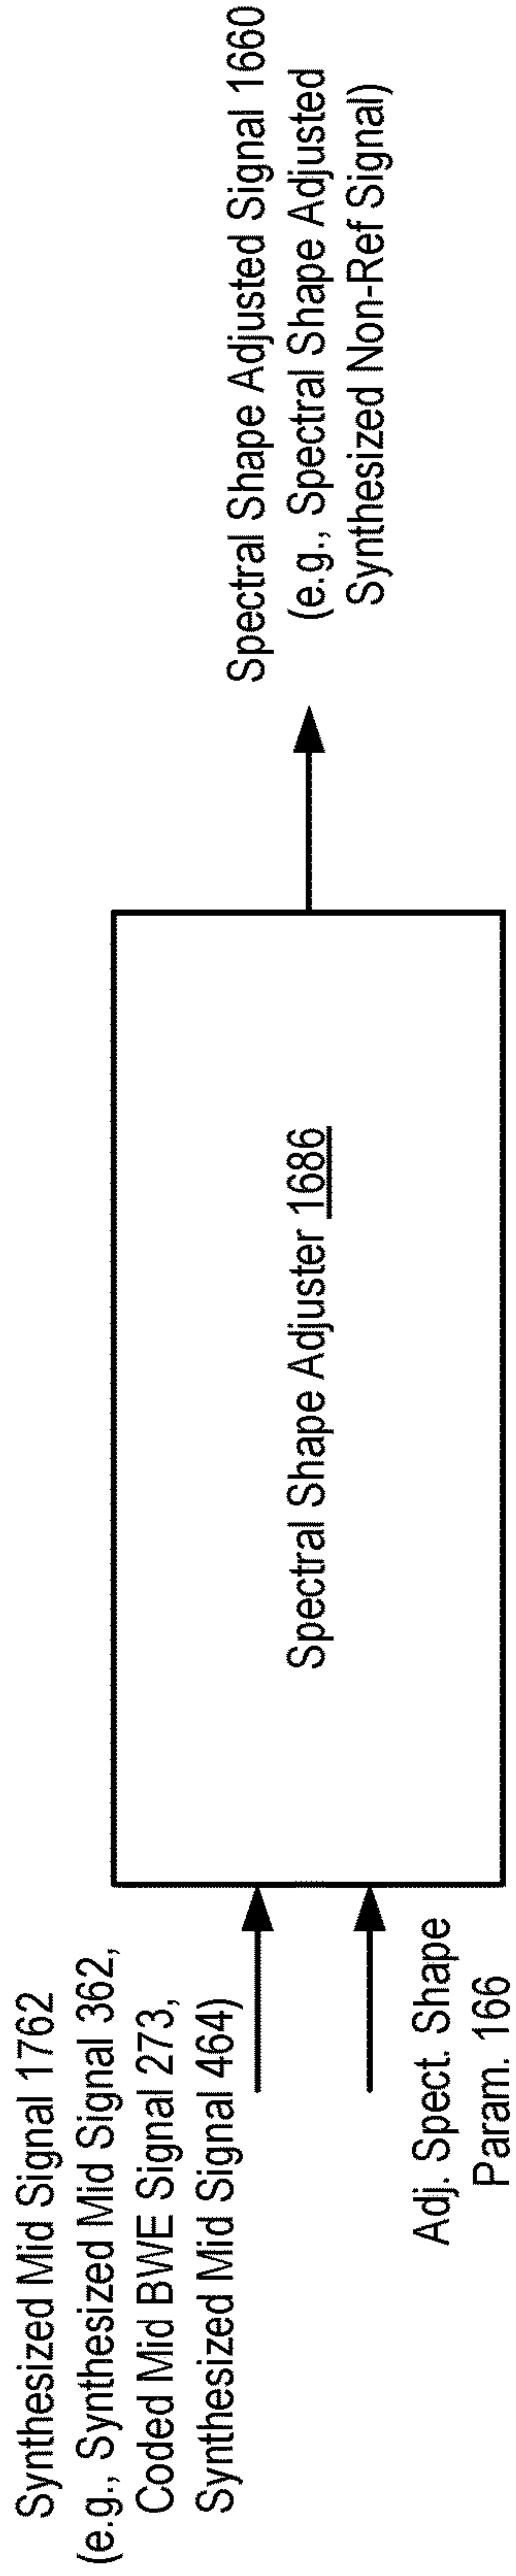 Synthesized Mid Signal 1762
(e.g., Synthesized Mid Signal 362,
Coded Mid BWE Signal 273,
Synthesized Mid Signal 464)
Adj. Spect. Shape
Param. 166
Spectral Shape Adjuster 1686
Spectral Shape Adjusted Signal 1660
(e.g., Spectral Shape Adjusted
Synthesized Non-Ref Signal)